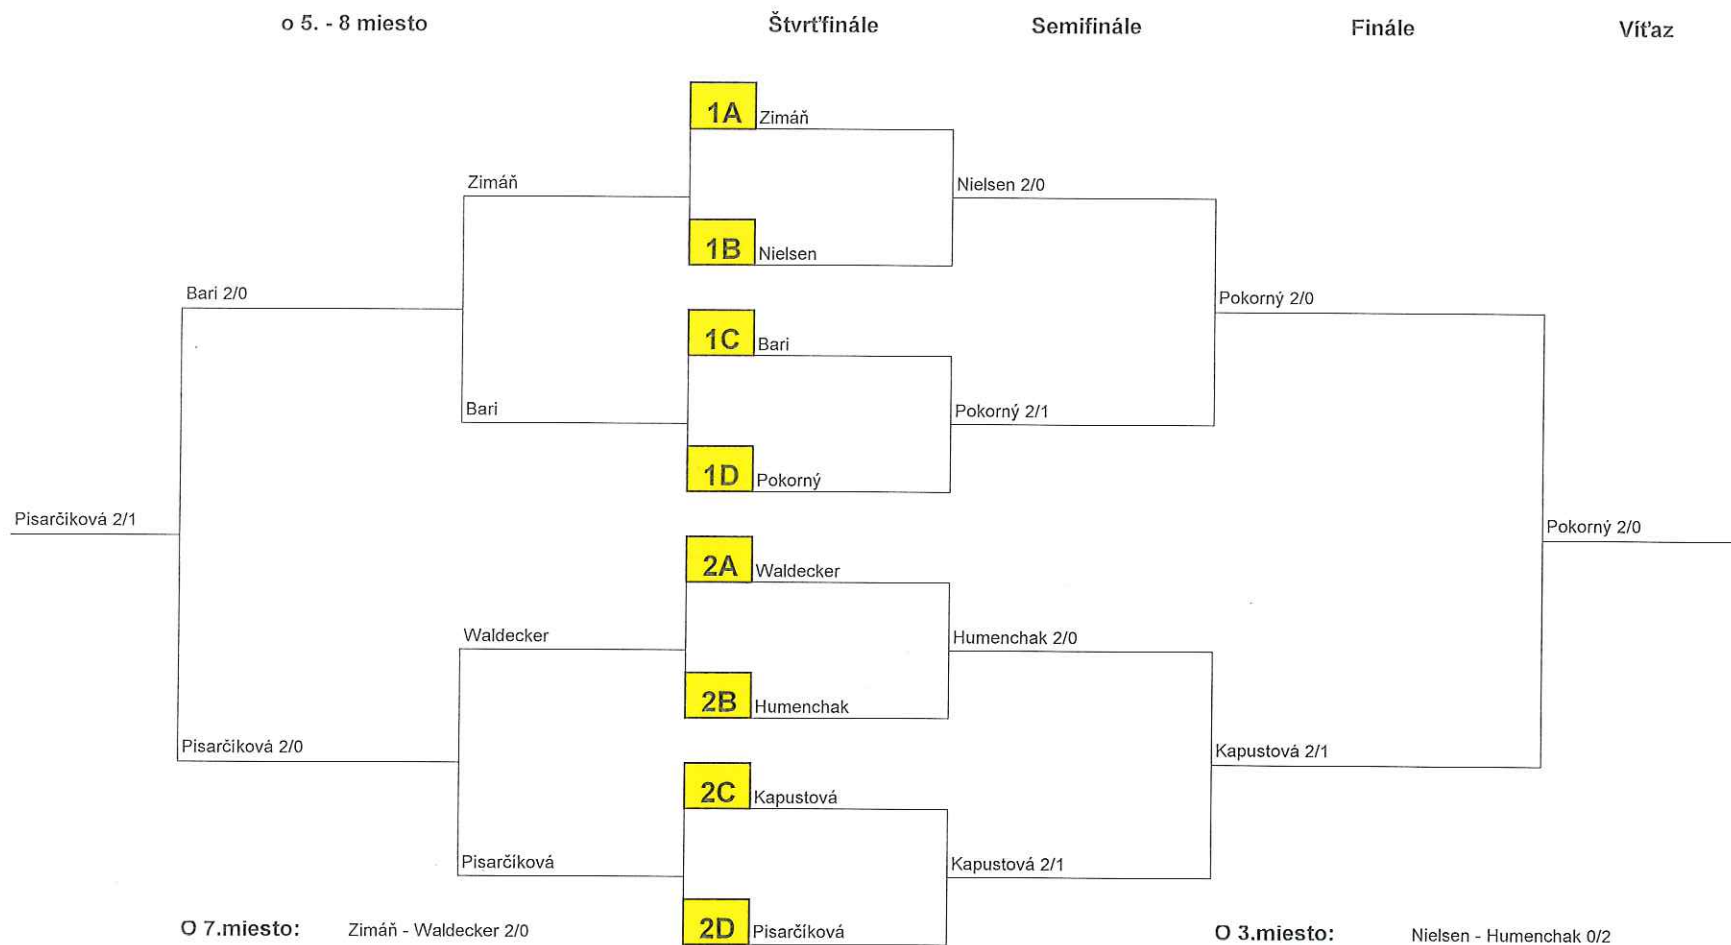 o 5. - 8 miesto
Štvrťfinále
Semifinále
Finále
Víťaz
1A Zimáň
Zimáň
Nielsen 2/0
1B Nielsen
Bari 2/0
Pokorný 2/0
1C Bari
Bari
Pokorný 2/1
1D Pokorný
Pisarčíková 2/1
Pokorný 2/0
2A Waldecker
Waldecker
Humenchak 2/0
2B Humenchak
Pisarčíková 2/0
Kapustová 2/1
2C Kapustová
Pisarčíková
Kapustová 2/1
2D Pisarčíková
O 7.miesto: Zimáň - Waldecker 2/0
O 3.miesto: Nielsen - Humenchak 0/2